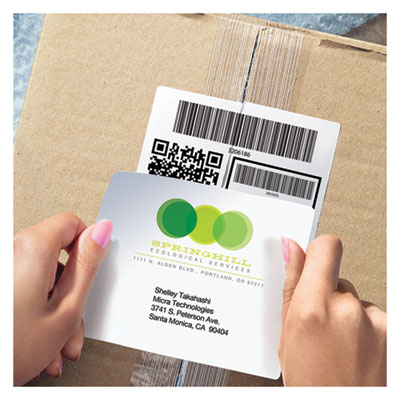 3206186
SPRINGHILL
ECOLOGICAL SERVICES
1111 N. ALDEN BLVD., PORTLAND, OR 57211
Shelley Takahashi
Micra Technologies
3741 S. Peterson Ave.
Santa Monica, CA 90404